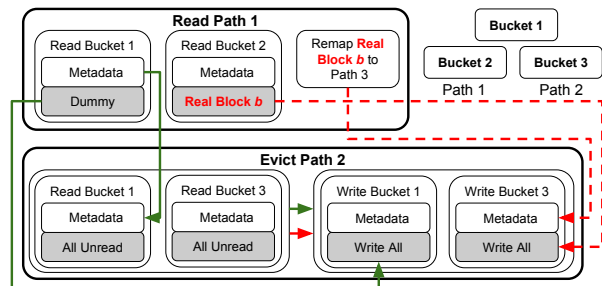 Read Path 1
Read Bucket 1
Metadata
Dummy
Read Bucket 2
Metadata
Real Block b
Remap Real
Block b to
Path 3
Bucket 1
Bucket 2
Bucket 3
Path 1
Path 2
Evict Path 2
Read Bucket 1
Metadata
All Unread
Read Bucket 3
Metadata
All Unread
Write Bucket 1
Metadata
Write All
Write Bucket 3
Metadata
Write All